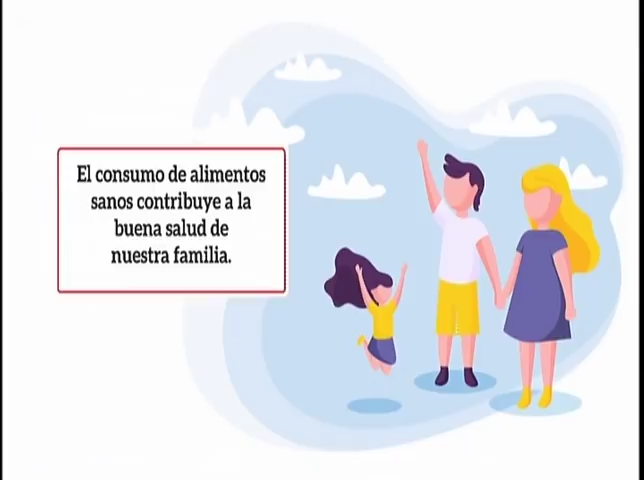 El consumo de alimentos
sanos contribuye a la
buena salud de
nuestra familia.